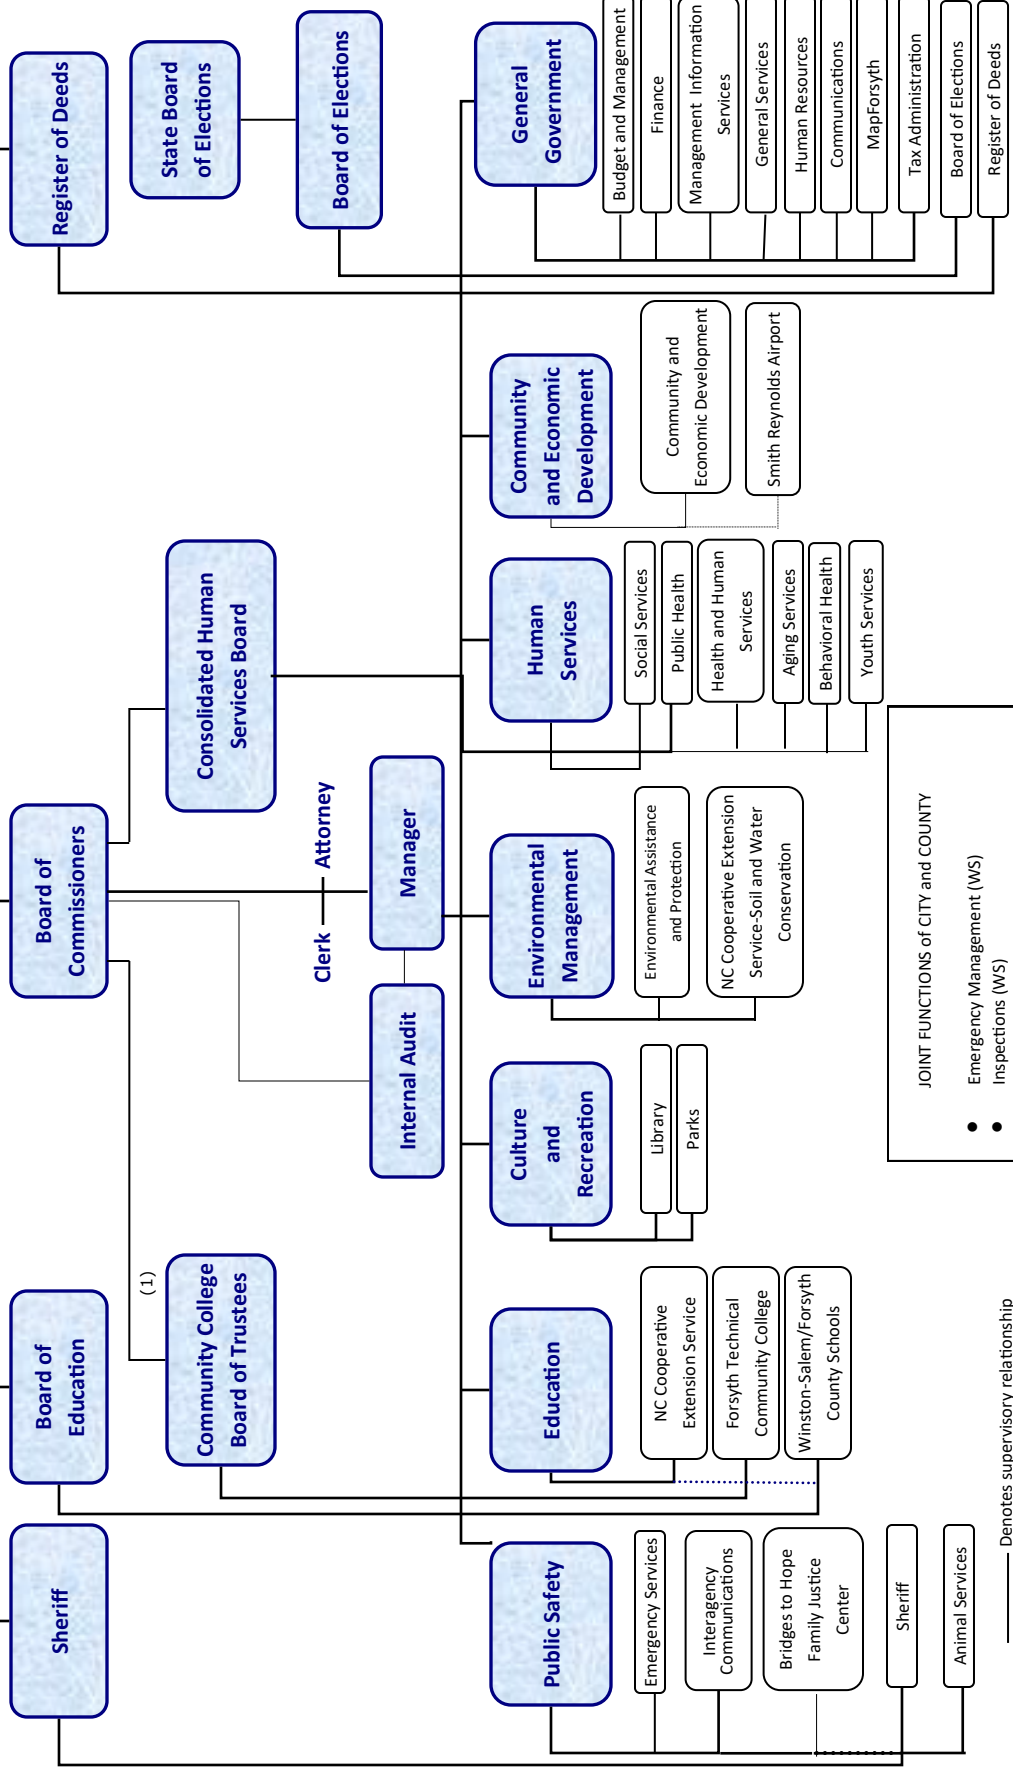 Sheriff
Board of
Education
Board of
Commissioners
Register of Deeds
State Board
of Elections
(1)
Community College
Board of Trustees
Consolidated Human
Services Board
Board of Elections
Clerk
Attorney
Internal Audit
Manager
Public Safety
Education
Culture
and
Recreation
Environmental
Management
Human
Services
Community
and Economic
Development
General
Government
Emergency Services
Interagency
Communications
Bridges to Hope
Family Justice
Center
Sheriff
Animal Services
NC Cooperative
Extension Service
Forsyth Technical
Community College
Winston-Salem/Forsyth
County Schools
Library
Parks
Environmental Assistance
and Protection
NC Cooperative Extension
Service-Soil and Water
Conservation
Social Services
Public Health
Health and Human
Services
Aging Services
Behavioral Health
Youth Services
Community and
Economic Development
Smith Reynolds Airport
Budget and Management
Finance
Management Information
Services
General Services
Human Resources
Communications
MapForsyth
Tax Administration
Board of Elections
Register of Deeds
JOINT FUNCTIONS of CITY and COUNTY
• Emergency Management (WS)
• Inspections (WS)
Denotes supervisory relationship